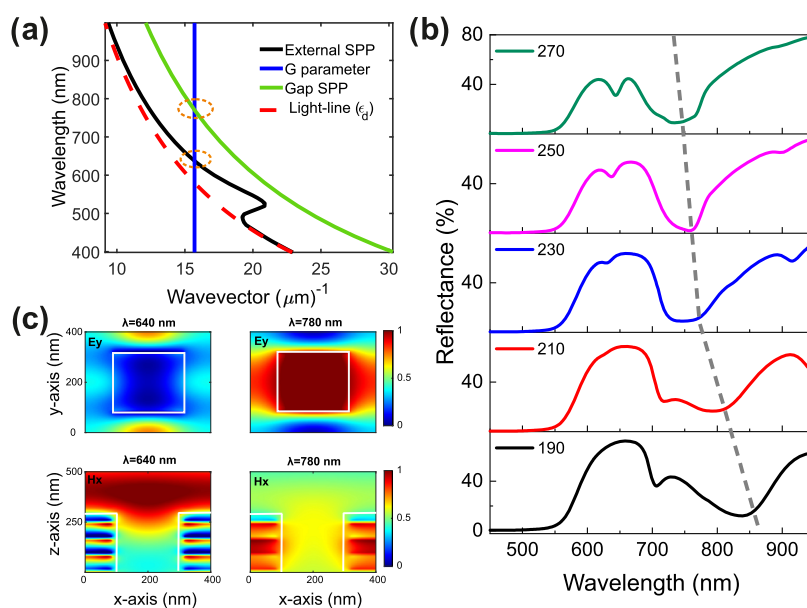 (a)
Wavelength (nm)
900
800
700
600
500
400
10
15
20
25
30
Wavevector (μm)⁻¹
External SPP
G parameter
Gap SPP
Light-line (ϵd)
(b)
Reflectance (%)
80
40
270
40
250
40
230
40
210
40
0
190
450
600
700
800
900
Wavelength (nm)
(c)
λ=640 nm
λ=780 nm
Ey
Ey
y-axis (nm)
400
200
0
1
0.5
0
λ=640 nm
λ=780 nm
Hx
Hx
z-axis (nm)
500
250
0
0
200
400
0
200
400
1
0.5
0
x-axis (nm)
x-axis (nm)